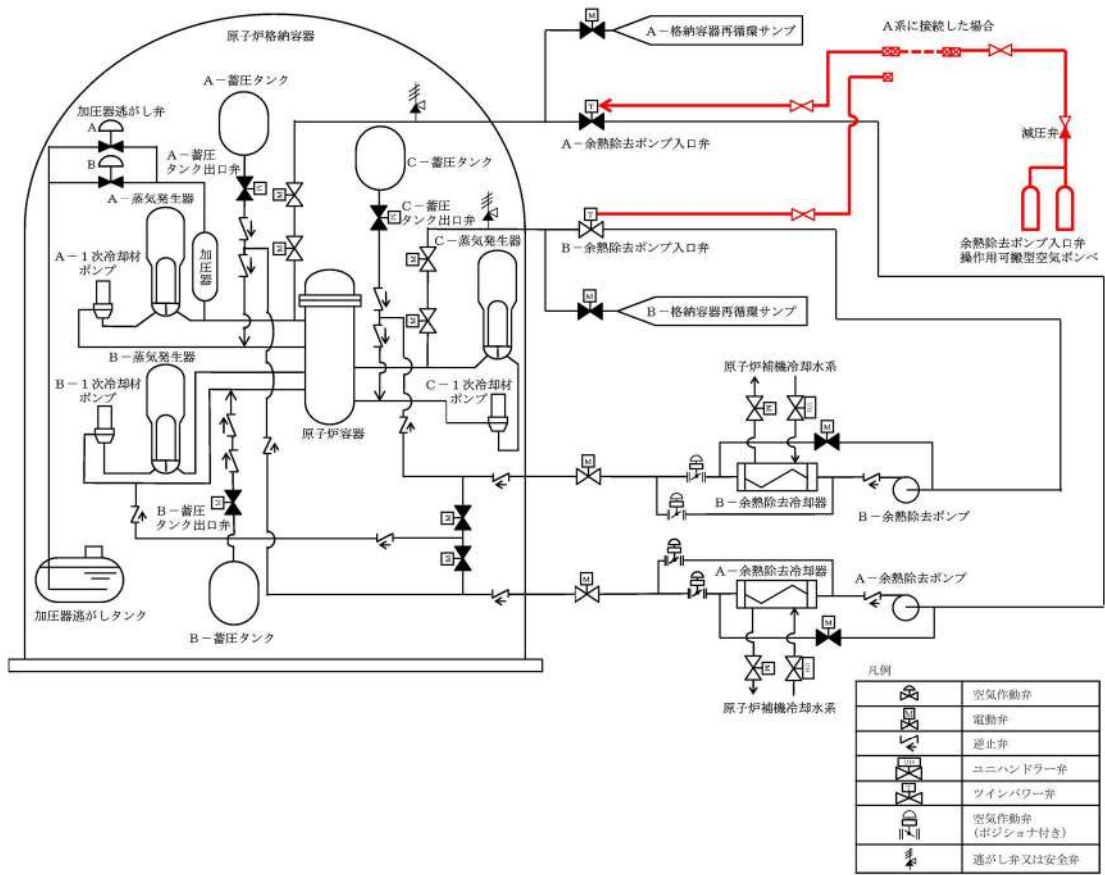 原子炉格納容器
A－蓄圧タンク
加圧器逃がし弁
A
B
A－蓄圧
タンク出口弁
M
A－蒸気発生器
A－1次冷却材
ポンプ
加圧器
M
M
C－蓄圧タンク
C－蓄圧
タンク出口弁
M
C－蒸気発生器
M
M
B－蒸気発生器
B－1次冷却材
ポンプ
原子炉容器
C－1次冷却材
ポンプ
B－蓄圧
タンク出口弁
M
B－蓄圧タンク
加圧器逃がしタンク
M
M
M
A－格納容器再循環サンプ
A系に接続した場合
T
A－余熱除去ポンプ入口弁
減圧弁
T
B－余熱除去ポンプ入口弁
余熱除去ポンプ入口弁
操作用可搬型空気ボンベ
M
B－格納容器再循環サンプ
原子炉補機冷却水系
M
UH
M
M
B－余熱除去冷却器
B－余熱除去ポンプ
M
A－余熱除去冷却器
A－余熱除去ポンプ
M
M
UH
原子炉補機冷却水系
凡例
空気作動弁
M
電動弁
逆止弁
UH
ユニハンドラー弁
T
ツインパワー弁
空気作動弁
(ポジショナ付き)
逃がし弁又は安全弁